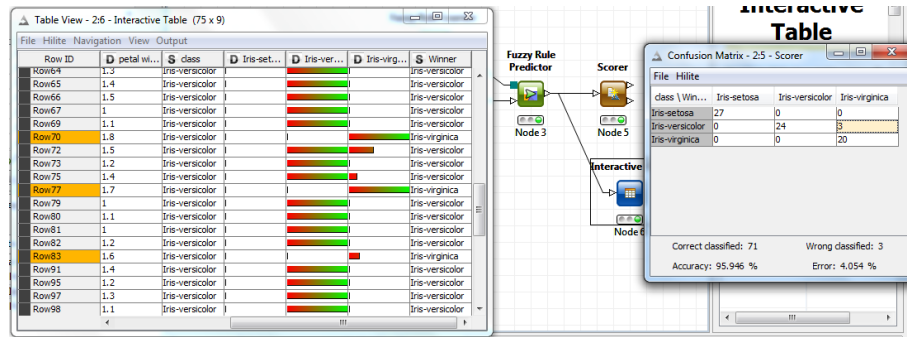 Table View - 2:6 - Interactive Table (75 x 9)
File Hilite Navigation View Output
Row ID D petal wi... S class D Iris-set... D Iris-ver... D Iris-virg... S Winner
Row64 1.3 Iris-versicolor Iris-versicolor
Row65 1.4 Iris-versicolor Iris-versicolor
Row66 1.5 Iris-versicolor Iris-versicolor
Row67 1 Iris-versicolor Iris-versicolor
Row69 1.1 Iris-versicolor Iris-versicolor
Row70 1.8 Iris-versicolor Iris-virginica
Row72 1.5 Iris-versicolor Iris-versicolor
Row73 1.2 Iris-versicolor Iris-versicolor
Row75 1.4 Iris-versicolor Iris-versicolor
Row77 1.7 Iris-versicolor Iris-virginica
Row79 1 Iris-versicolor Iris-versicolor
Row80 1.1 Iris-versicolor Iris-versicolor
Row81 1 Iris-versicolor Iris-versicolor
Row82 1.2 Iris-versicolor Iris-versicolor
Row83 1.6 Iris-versicolor Iris-virginica
Row91 1.4 Iris-versicolor Iris-versicolor
Row95 1.2 Iris-versicolor Iris-versicolor
Row97 1.3 Iris-versicolor Iris-versicolor
Row98 1.1 Iris-versicolor Iris-versicolor
Fuzzy Rule
Predictor
Node 3
Scorer
Node 5
Interactive
Node 6
Interactive
Table
Confusion Matrix - 2:5 - Scorer
File Hilite
class \ Win... Iris-setosa Iris-versicolor Iris-virginica
Iris-setosa 27 0 0
Iris-versicolor 0 24 3
Iris-virginica 0 0 20
Correct classified: 71 Wrong classified: 3
Accuracy: 95.946 % Error: 4.054 %